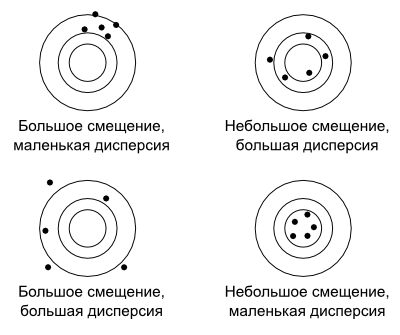 Большое смещение,
маленькая дисперсия
Небольшое смещение,
большая дисперсия
Большое смещение,
большая дисперсия
Небольшое смещение,
маленькая дисперсия